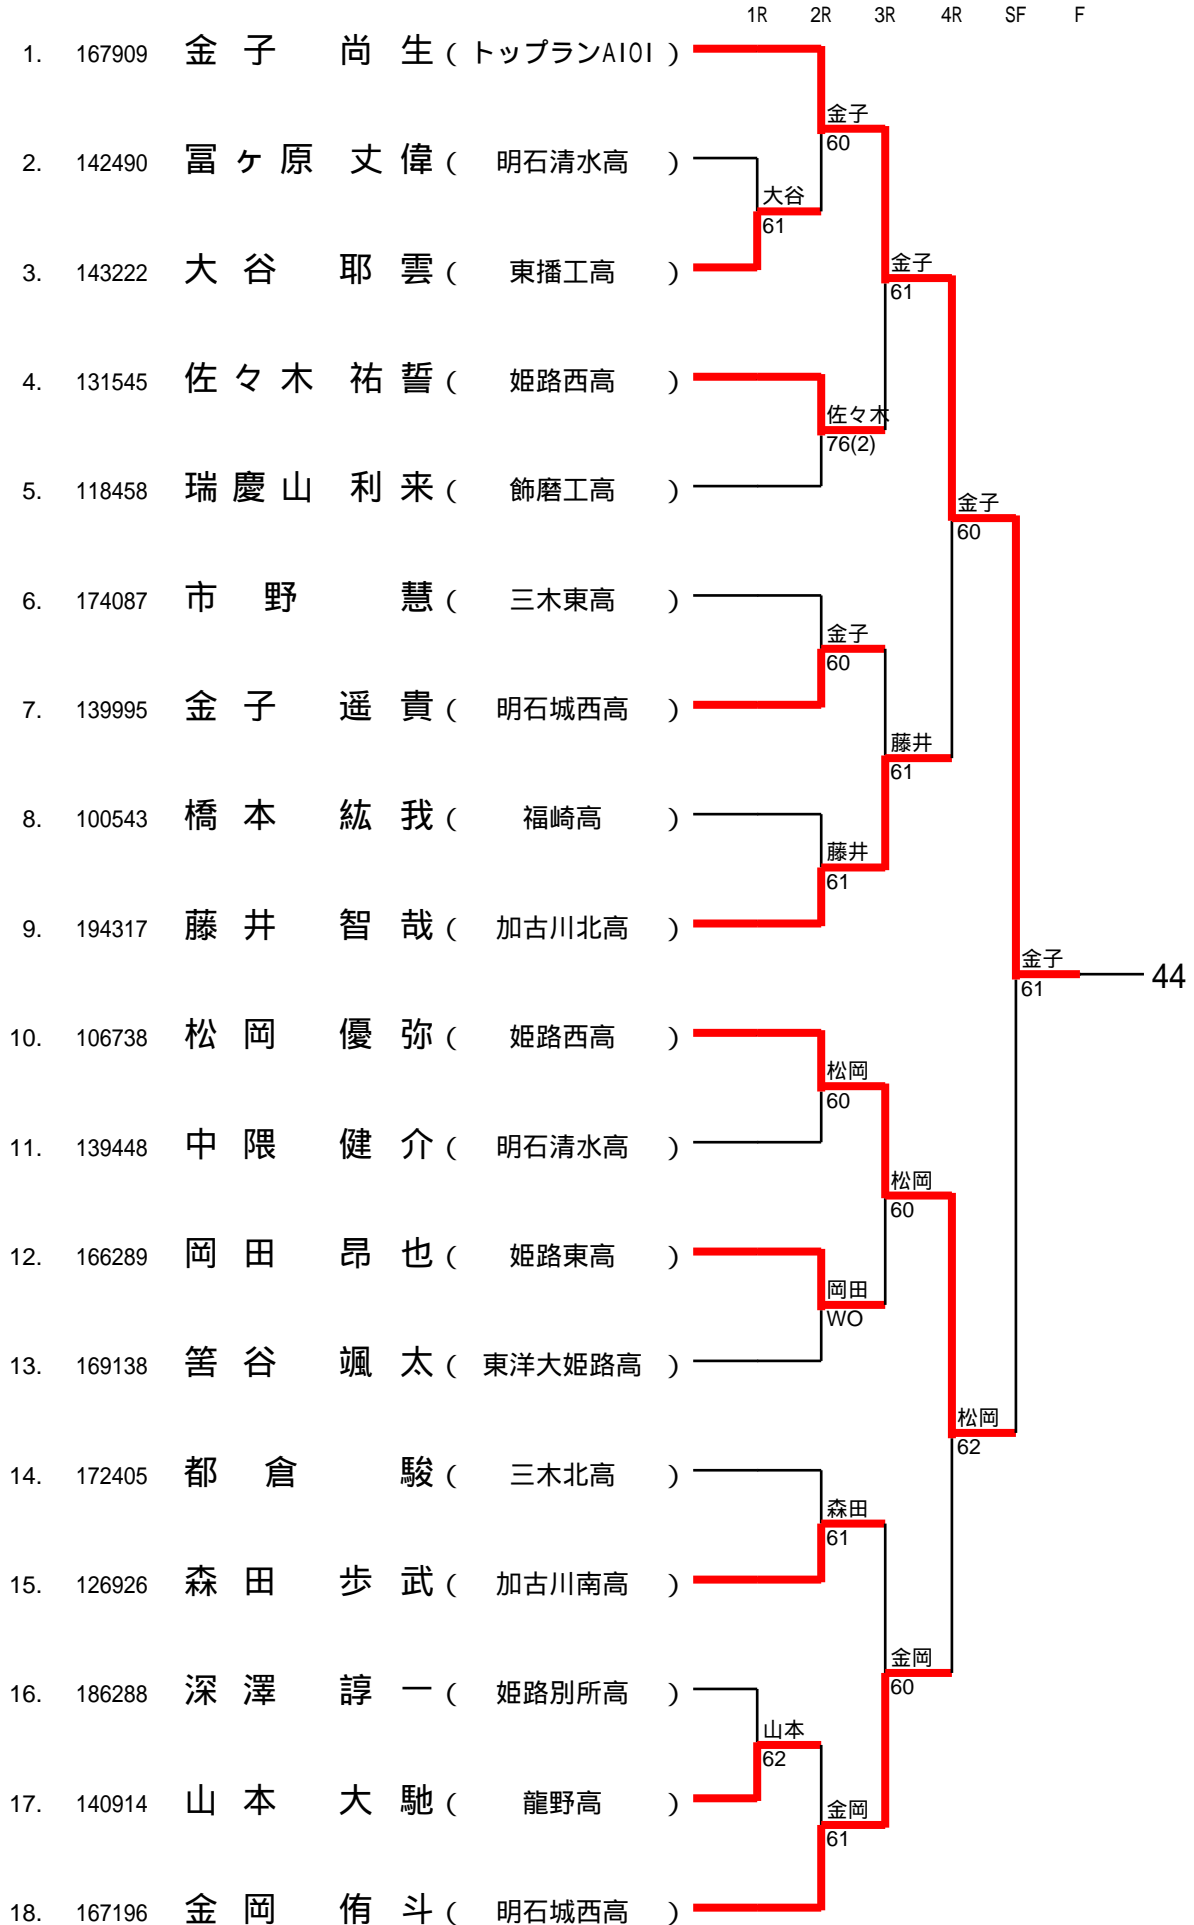 1R 2R 3R 4R SF F
1. 167909 金子 尚生 ( トップランAIOI )
金子
60
2. 142490 冨ヶ原 丈偉 ( 明石清水高 )
大谷
61
3. 143222 大谷 耶雲 ( 東播工高 )
金子
61
4. 131545 佐々木 祐誓 ( 姫路西高 )
佐々木
76(2)
5. 118458 瑞慶山 利来 ( 飾磨工高 )
金子
60
6. 174087 市野 慧 ( 三木東高 )
金子
60
7. 139995 金子 遥貴 ( 明石城西高 )
藤井
61
8. 100543 橋本 紘我 ( 福崎高 )
藤井
61
9. 194317 藤井 智哉 ( 加古川北高 )
金子
61
44
10. 106738 松岡 優弥 ( 姫路西高 )
松岡
60
11. 139448 中隈 健介 ( 明石清水高 )
松岡
60
12. 166289 岡田 昂也 ( 姫路東高 )
岡田
WO
13. 169138 筈谷 颯太 ( 東洋大姫路高 )
松岡
62
14. 172405 都倉 駿 ( 三木北高 )
森田
61
15. 126926 森田 歩武 ( 加古川南高 )
金岡
60
16. 186288 深澤 諄一 ( 姫路別所高 )
山本
62
17. 140914 山本 大馳 ( 龍野高 )
金岡
61
18. 167196 金岡 侑斗 ( 明石城西高 )